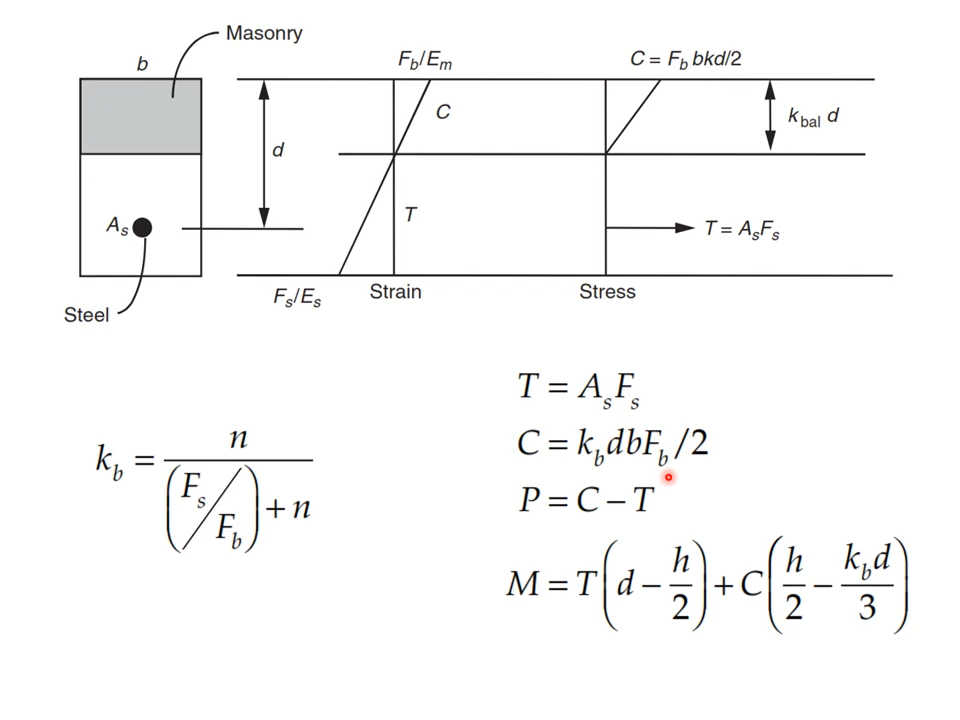 Masonry
b
F_b/E_m
C = F_b bkd/2
C
k_bal d
d
T
A_s
T = A_sF_s
F_s/E_s
Strain
Stress
Steel
T = A_sF_s
C = k_b dbF_b/2
k_b = n / ((F_s/F_b) + n)
P = C − T
M = T(d − h/2) + C(h/2 − k_b d/3)